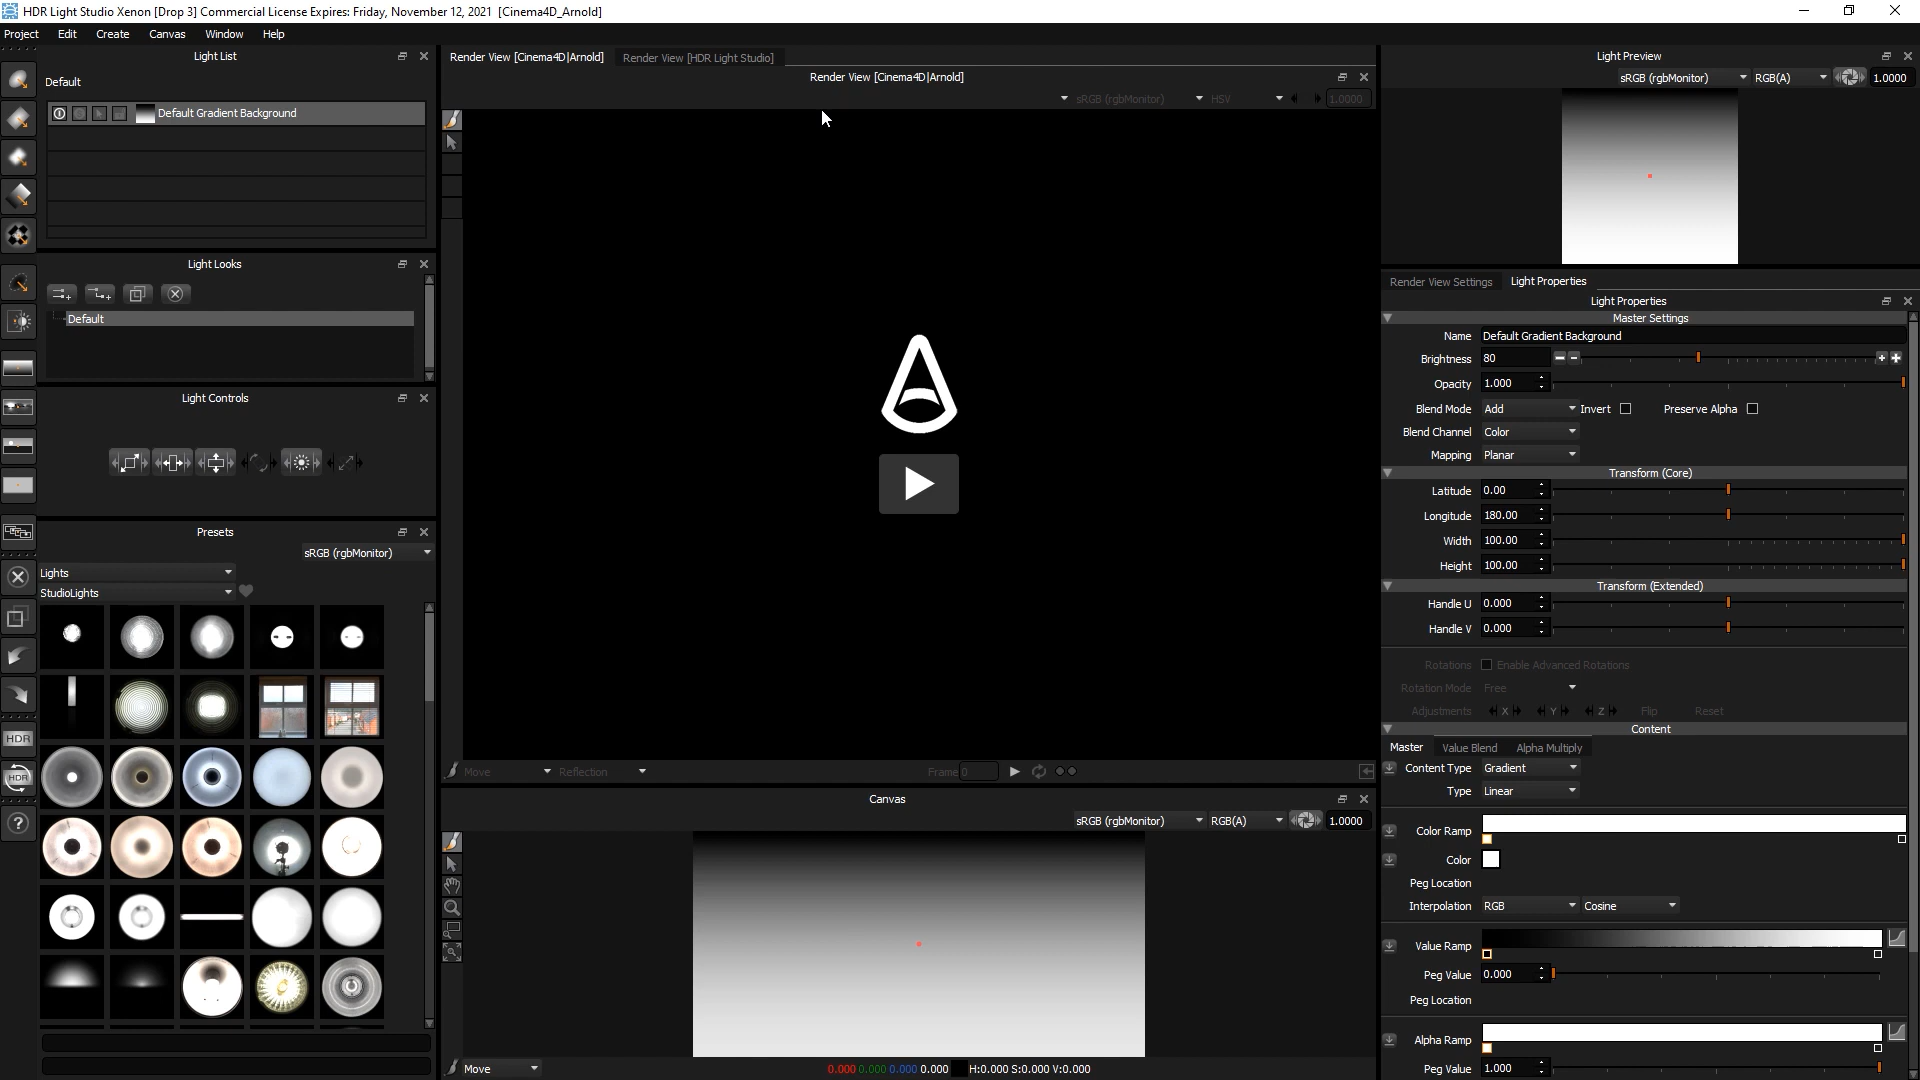 HDR Light Studio Xenon [Drop 3] Commercial License Expires: Friday, November 12, 2021 [Cinema4D_Arnold]
Project Edit Create Canvas Window Help
Light List
Default
Default Gradient Background
Light Looks
Default
Light Controls
Presets
sRGB (rgbMonitor)
Lights
StudioLights
HDR
HDR
?
Render View [Cinema4D|Arnold] Render View [HDR Light Studio]
Render View [Cinema4D|Arnold]
sRGB (rgbMonitor) HSV 1.0000
Move Reflection Frame 0
Canvas
sRGB (rgbMonitor) RGB(A) 1.0000
Move 0.000 0.000 0.000 0.000 H:0.000 S:0.000 V:0.000
Light Preview
sRGB (rgbMonitor) RGB(A) 1.0000
Render View Settings Light Properties
Light Properties
Master Settings
Name Default Gradient Background
Brightness 80
Opacity 1.000
Blend Mode Add Invert Preserve Alpha
Blend Channel Color
Mapping Planar
Transform (Core)
Latitude 0.00
Longitude 180.00
Width 100.00
Height 100.00
Transform (Extended)
Handle U 0.000
Handle V 0.000
Rotations Enable Advanced Rotations
Rotation Mode Free
Adjustments X Y Z Flip Reset
Content
Master Value Blend Alpha Multiply
Content Type Gradient
Type Linear
Color Ramp
Color
Peg Location
Interpolation RGB Cosine
Value Ramp
Peg Value 0.000
Peg Location
Alpha Ramp
Peg Value 1.000